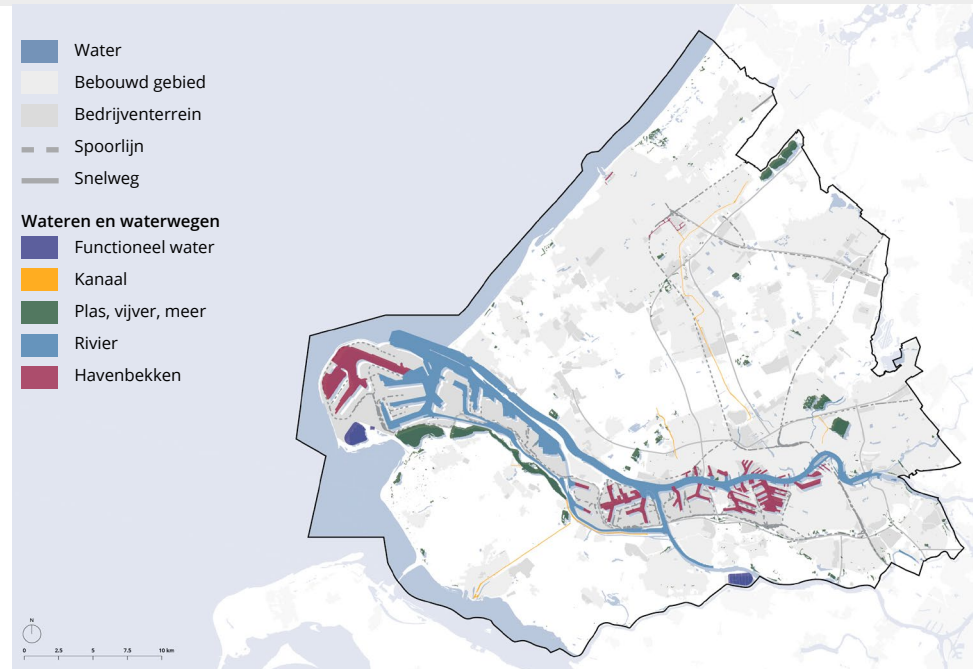 Water
Bebouwd gebied
Bedrijventerrein
Spoorlijn
Snelweg
Wateren en waterwegen
Functioneel water
Kanaal
Plas, vijver, meer
Rivier
Havenbekken
N
0 2.5 5 7.5 10 km